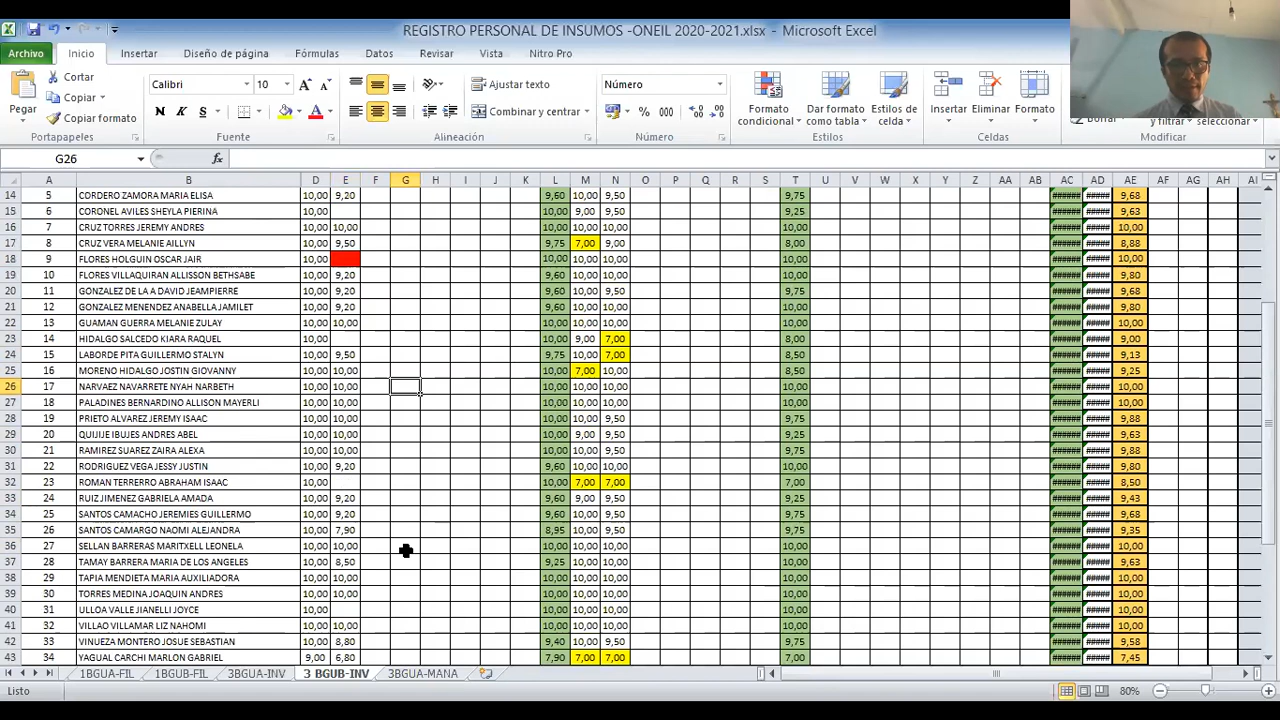 REGISTRO PERSONAL DE INSUMOS -ONEIL 2020-2021.xlsx - Microsoft Excel
Archivo Inicio Insertar Diseño de página Fórmulas Datos Revisar Vista Nitro Pro
Cortar Calibri 10 Ajustar texto Número
Pegar Copiar Formato condicional Dar formato como tabla Estilos de celda Insertar Eliminar Formato
Copiar formato N K S Combinar y centrar % 000 y filtrar seleccionar
Portapapeles Fuente Alineación Número Estilos Celdas Modificar
G26 fx
A B D E F G H I J K L M N O P Q R S T U V W X Y Z AA AB AC AD AE AF AG AH AI
14 5 CORDERO ZAMORA MARIA ELISA 10,00 9,20 9,60 10,00 9,50 9,75 ###### ##### 9,68
15 6 CORONEL AVILES SHEYLA PIERINA 10,00 10,00 9,00 9,50 9,25 ###### ##### 9,63
16 7 CRUZ TORRES JEREMY ANDRES 10,00 10,00 10,00 10,00 10,00 10,00 ###### ##### 10,00
17 8 CRUZ VERA MELANIE AILLYN 10,00 9,50 9,75 7,00 9,00 8,00 ###### ##### 8,88
18 9 FLORES HOLGUIN OSCAR JAIR 10,00 10,00 10,00 10,00 10,00 ###### ##### 10,00
19 10 FLORES VILLAQUIRAN ALLISSON BETHSABE 10,00 9,20 9,60 10,00 10,00 10,00 ###### ##### 9,80
20 11 GONZALEZ DE LA A DAVID JEAMPIERRE 10,00 9,20 9,60 10,00 9,50 9,75 ###### ##### 9,68
21 12 GONZALEZ MENENDEZ ANABELLA JAMILET 10,00 9,20 9,60 10,00 10,00 10,00 ###### ##### 9,80
22 13 GUAMAN GUERRA MELANIE ZULAY 10,00 10,00 10,00 10,00 10,00 10,00 ###### ##### 10,00
23 14 HIDALGO SALCEDO KIARA RAQUEL 10,00 10,00 9,00 7,00 8,00 ###### ##### 9,00
24 15 LABORDE PITA GUILLERMO STALYN 10,00 9,50 9,75 10,00 7,00 8,50 ###### ##### 9,13
25 16 MORENO HIDALGO JOSTIN GIOVANNY 10,00 10,00 10,00 7,00 10,00 8,50 ###### ##### 9,25
26 17 NARVAEZ NAVARRETE NYAH NARBETH 10,00 10,00 10,00 10,00 10,00 10,00 ###### ##### 10,00
27 18 PALADINES BERNARDINO ALLISON MAYERLI 10,00 10,00 10,00 10,00 10,00 10,00 ###### ##### 10,00
28 19 PRIETO ALVAREZ JEREMY ISAAC 10,00 10,00 10,00 10,00 9,50 9,75 ###### ##### 9,88
29 20 QUIJIJE IBUJES ANDRES ABEL 10,00 10,00 10,00 9,00 9,50 9,25 ###### ##### 9,63
30 21 RAMIREZ SUAREZ ZAIRA ALEXA 10,00 10,00 10,00 10,00 9,50 9,75 ###### ##### 9,88
31 22 RODRIGUEZ VEGA JESSY JUSTIN 10,00 9,20 9,60 10,00 10,00 10,00 ###### ##### 9,80
32 23 ROMAN TERRERRO ABRAHAM ISAAC 10,00 10,00 7,00 7,00 7,00 ###### ##### 8,50
33 24 RUIZ JIMENEZ GABRIELA AMADA 10,00 9,20 9,60 9,00 9,50 9,25 ###### ##### 9,43
34 25 SANTOS CAMACHO JEREMIES GUILLERMO 10,00 9,20 9,60 10,00 9,50 9,75 ###### ##### 9,68
35 26 SANTOS CAMARGO NAOMI ALEJANDRA 10,00 7,90 8,95 10,00 9,50 9,75 ###### ##### 9,35
36 27 SELLAN BARRERAS MARITXELL LEONELA 10,00 10,00 10,00 10,00 10,00 10,00 ###### ##### 10,00
37 28 TAMAY BARRERA MARIA DE LOS ANGELES 10,00 8,50 9,25 10,00 10,00 10,00 ###### ##### 9,63
38 29 TAPIA MENDIETA MARIA AUXILIADORA 10,00 10,00 10,00 10,00 10,00 10,00 ###### ##### 10,00
39 30 TORRES MEDINA JOAQUIN ANDRES 10,00 10,00 10,00 10,00 10,00 10,00 ###### ##### 10,00
40 31 ULLOA VALLE JIANELLI JOYCE 10,00 10,00 10,00 10,00 10,00 ###### ##### 10,00
41 32 VILLAO VILLAMAR LIZ NAHOMI 10,00 10,00 10,00 10,00 10,00 10,00 ###### ##### 10,00
42 33 VINUEZA MONTERO JOSUE SEBASTIAN 10,00 8,80 9,40 10,00 9,50 9,75 ###### ##### 9,58
43 34 YAGUAL CARCHI MARLON GABRIEL 9,00 6,80 7,90 7,00 7,00 7,00 ###### ##### 7,45
1BGUA-FIL 1BGUB-FIL 3BGUA-INV 3 BGUB-INV 3BGUA-MANA
Listo 80%